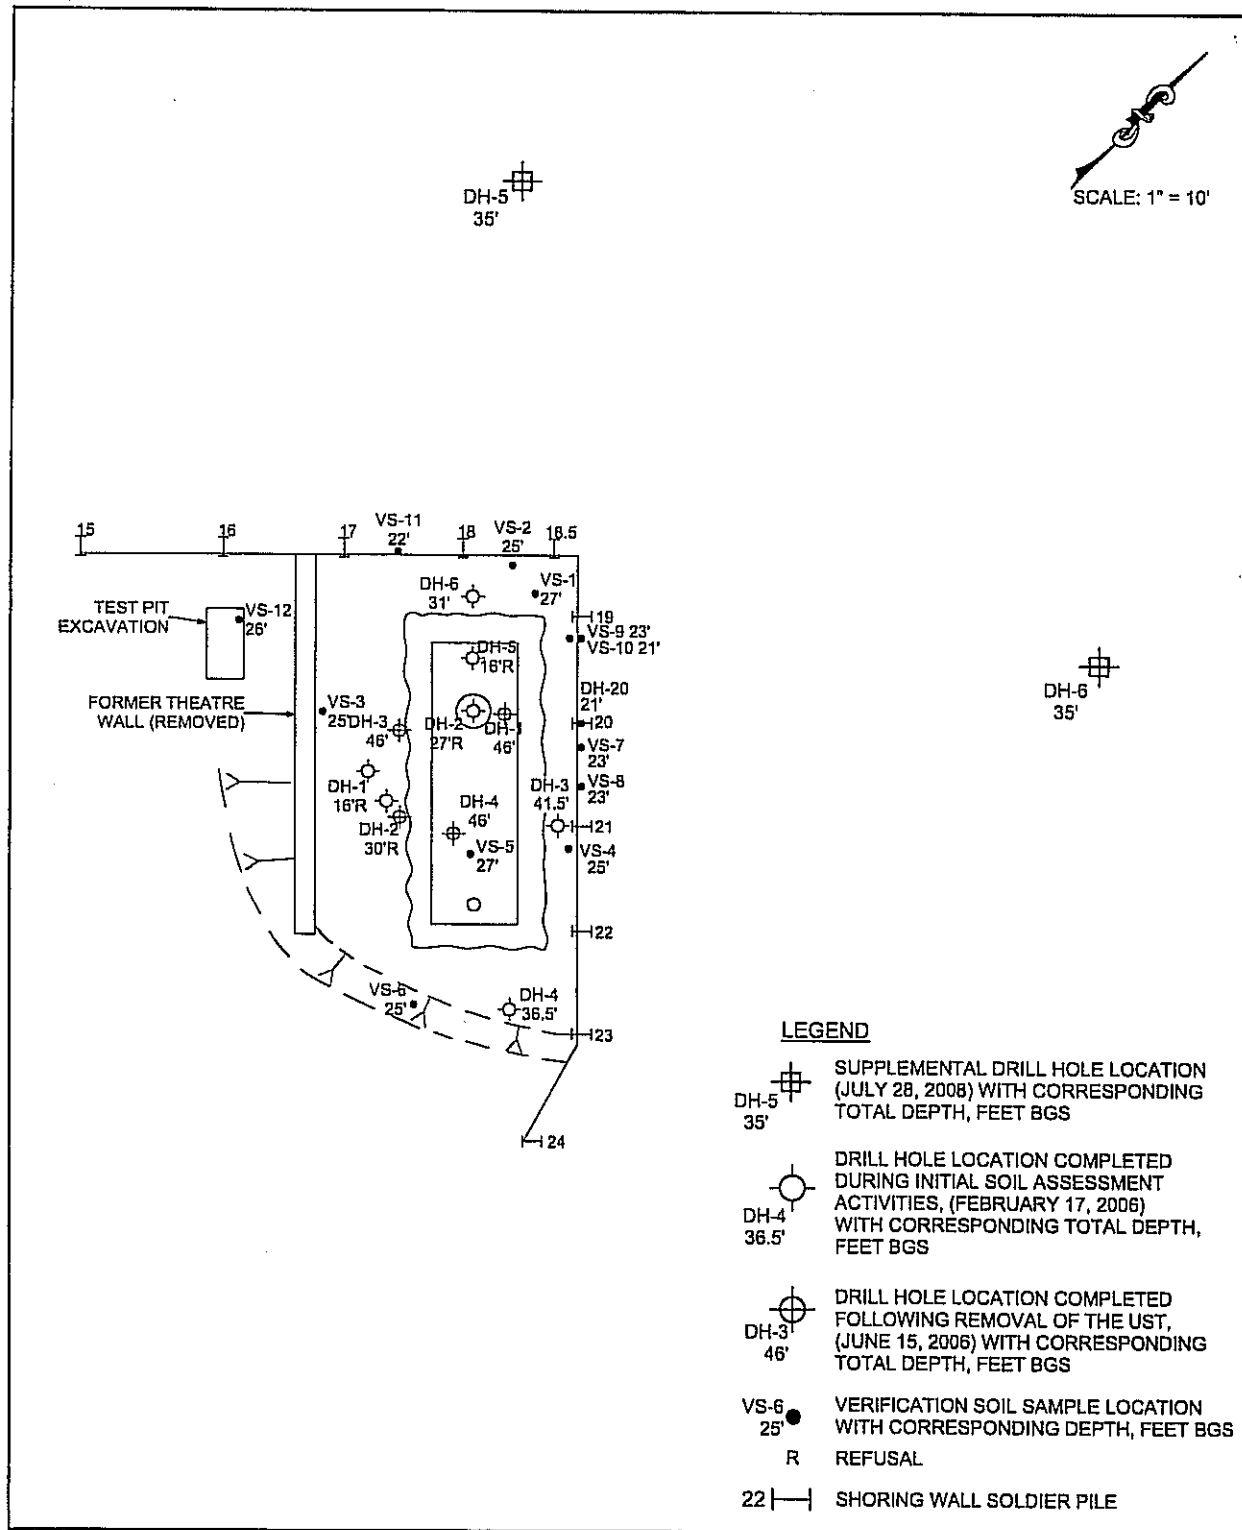 SCALE: 1" = 10'
DH-5
35'
15
16
17
VS-11
22'
18
VS-2
25'
18.5
DH-6
31'
VS-1
27'
19
TEST PIT
EXCAVATION
VS-12
26'
VS-9 23'
VS-10 21'
DH-5
16'R
DH-6
35'
FORMER THEATRE
WALL (REMOVED)
VS-3
25'
DH-3
46'
DH-2
27'R
DH-1
46'
DH-20
21'
20
VS-7
23'
DH-1
16'R
DH-2
30'R
DH-4
46'
DH-3
41.5'
VS-8
23'
21
VS-5
27'
VS-4
25'
22
VS-6
25'
DH-4
36.5'
23
24
LEGEND
DH-5
35'
SUPPLEMENTAL DRILL HOLE LOCATION
(JULY 28, 2008) WITH CORRESPONDING
TOTAL DEPTH, FEET BGS
DH-4
36.5'
DRILL HOLE LOCATION COMPLETED
DURING INITIAL SOIL ASSESSMENT
ACTIVITIES, (FEBRUARY 17, 2006)
WITH CORRESPONDING TOTAL DEPTH,
FEET BGS
DH-3
46'
DRILL HOLE LOCATION COMPLETED
FOLLOWING REMOVAL OF THE UST,
(JUNE 15, 2006) WITH CORRESPONDING
TOTAL DEPTH, FEET BGS
VS-6
25'
VERIFICATION SOIL SAMPLE LOCATION
WITH CORRESPONDING DEPTH, FEET BGS
R REFUSAL
22 SHORING WALL SOLDIER PILE